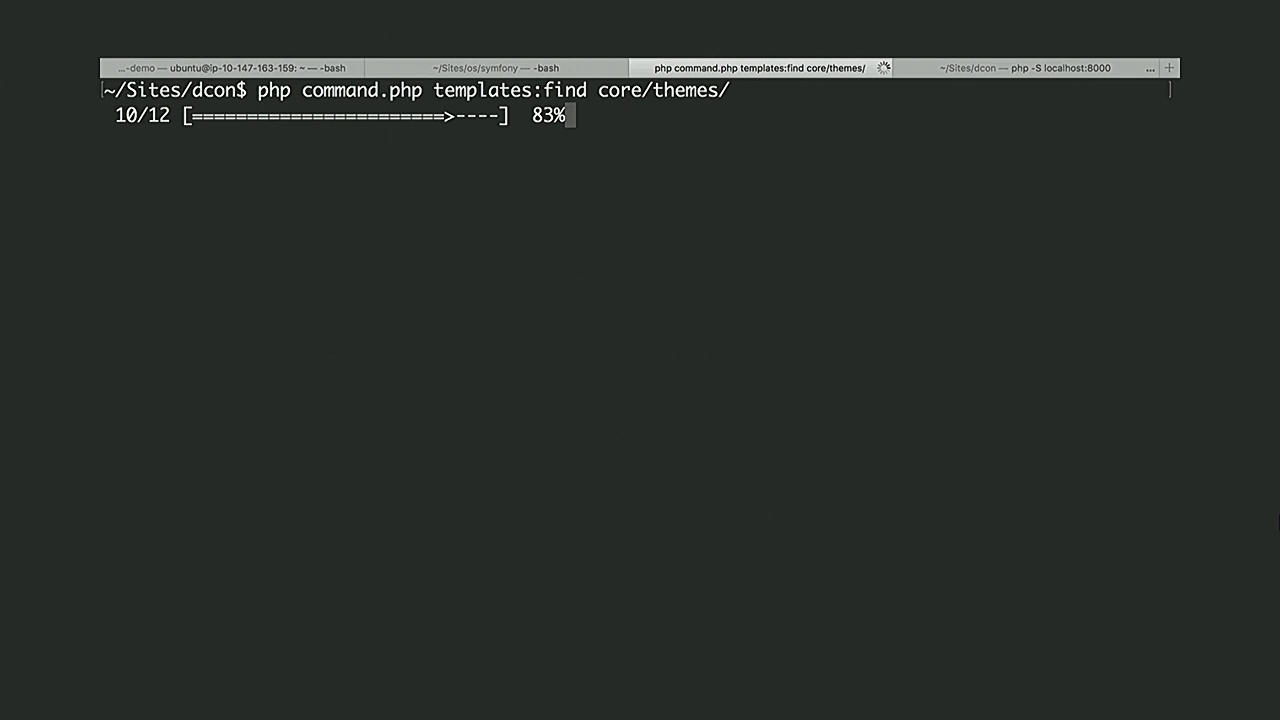 ...-demo — ubuntu@ip-10-147-163-159: ~ — -bash
~/Sites/os/symfony — -bash
php command.php templates:find core/themes/
~/Sites/dcon — php -S localhost:8000
... +
[~/Sites/dcon$ php command.php templates:find core/themes/ ]
10/12 [=======================>----]  83%